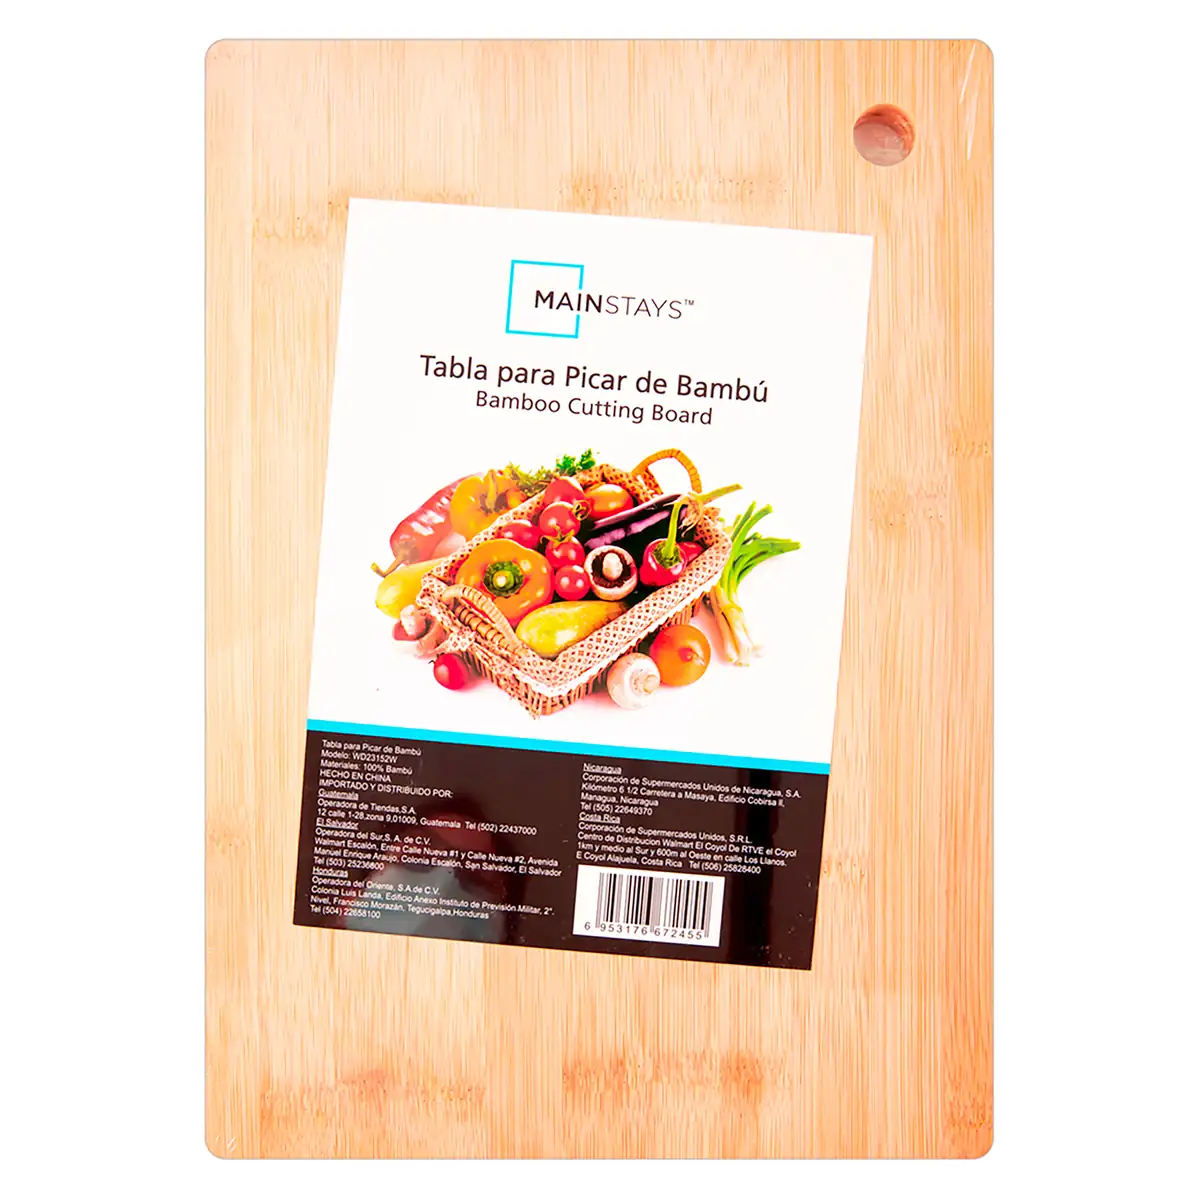 MAINSTAYS™
Tabla para Picar de Bambú
Bamboo Cutting Board
Tabla para Picar de Bambú
Modelo: WD23152W
Materiales: 100% Bambú
HECHO EN CHINA
IMPORTADO Y DISTRIBUIDO POR:
Guatemala
Operadora de Tiendas,S.A.
12 calle 1-28,zona 9,01009, Guatemala Tel (502) 22437000
El Salvador
Operadora del Sur,S. A. de C.V.
Walmart Escalón, Entre Calle Nueva #1 y Calle Nueva #2, Avenida
Manuel Enrique Araujo, Colonia Escalón, San Salvador, El Salvador
Tel (503) 25236800
Honduras
Operadora del Oriente, S.A.de C.V.
Colonia Luis Landa, Edificio Anexo Instituto de Previsión Militar, 2°.
Nivel, Francisco Morazán, Tegucigalpa,Honduras
Tel (504) 22658100
Nicaragua
Corporación de Supermercados Unidos de Nicaragua, S.A.
Kilómetro 6 1/2 Carretera a Masaya, Edificio Cobirsa II,
Managua, Nicaragua
Tel (505) 22649370
Costa Rica
Corporación de Supermercados Unidos, S.R.L.
Centro de Distribucion Walmart El Coyol De RTVE el Coyol
1km y medio al Sur y 600m al Oeste en calle Los Llanos.
E Coyol Alajuela, Costa Rica Tel (506) 25828400
6 953176 672455